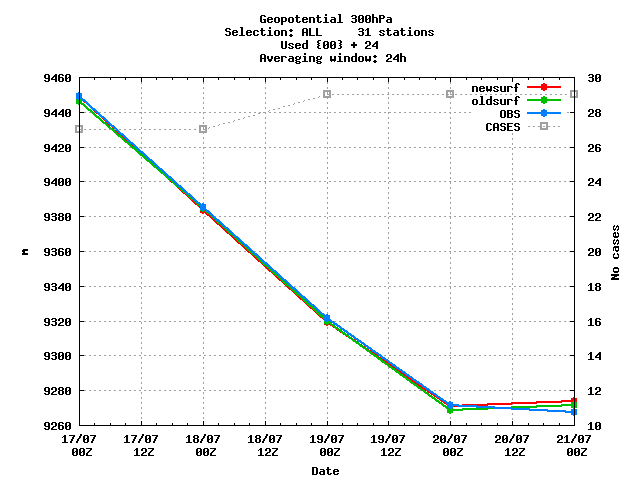 Geopotential 300hPa
Selection: ALL     31 stations
Used {00} + 24
Averaging window: 24h
9460
9440
9420
9400
9380
9360
9340
9320
9300
9280
9260
m
30
28
26
24
22
20
18
16
14
12
10
No cases
newsurf
oldsurf
OBS
CASES
17/07 17/07 18/07 18/07 19/07 19/07 20/07 20/07 21/07
00Z 12Z 00Z 12Z 00Z 12Z 00Z 12Z 00Z
Date